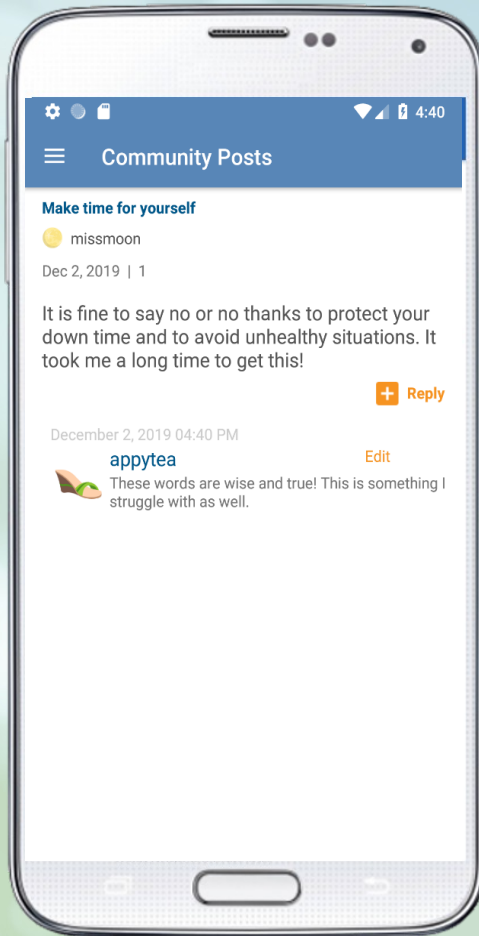 4:40
Community Posts
Make time for yourself
missmoon
Dec 2, 2019 | 1
It is fine to say no or no thanks to protect your
down time and to avoid unhealthy situations. It
took me a long time to get this!
+ Reply
December 2, 2019 04:40 PM
appytea
Edit
These words are wise and true! This is something I
struggle with as well.